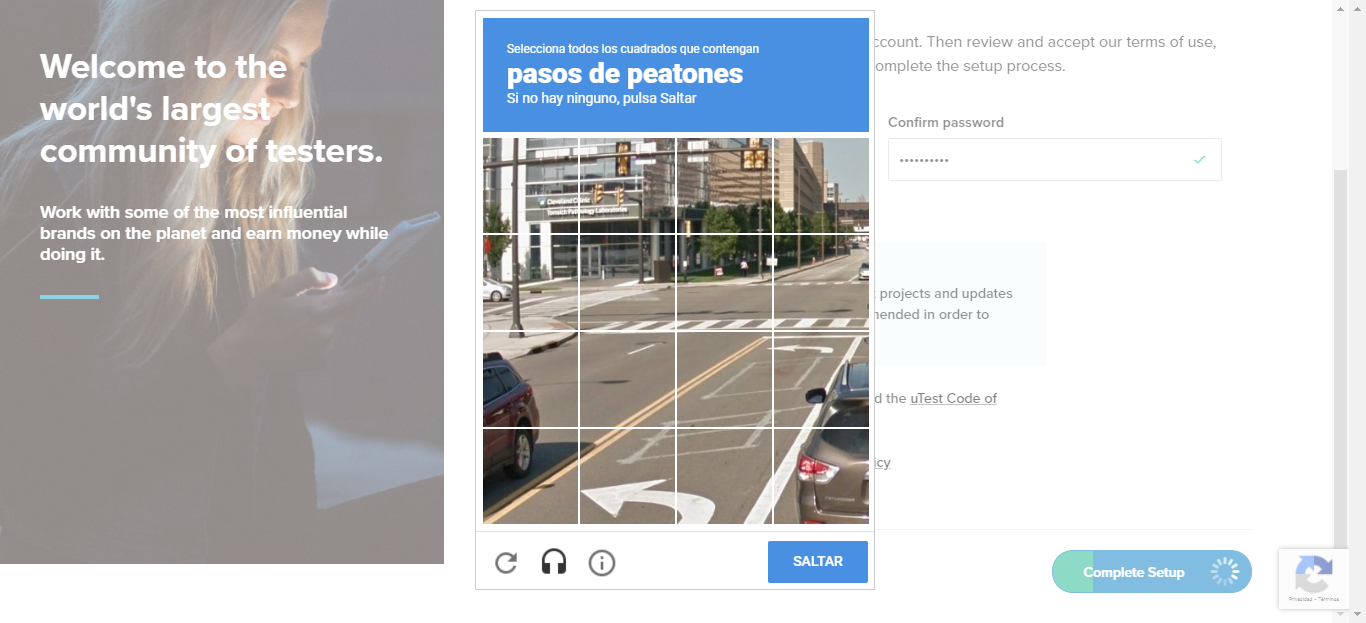 Welcome to the
world's largest
community of testers.
Work with some of the most influential
brands on the planet and earn money while
doing it.
Selecciona todos los cuadrados que contengan
pasos de peatones
Si no hay ninguno, pulsa Saltar
Cleveland Clinic
Tomsich Pathology Laboratories
SALTAR
ccount. Then review and accept our terms of use,
omplete the setup process.
Confirm password
projects and updates
nended in order to
d the uTest Code of
icy
Complete Setup
Privacidad - Términos